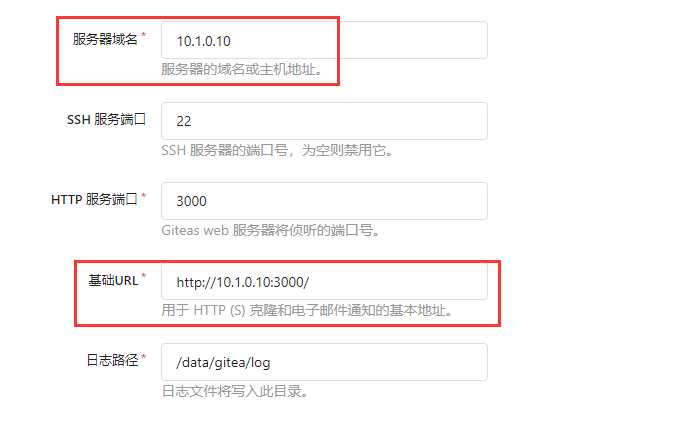 服务器域名 * 10.1.0.10
服务器的域名或主机地址。
SSH 服务端口 22
SSH 服务器的端口号，为空则禁用它。
HTTP 服务端口 * 3000
Giteas web 服务器将侦听的端口号。
基础URL * http://10.1.0.10:3000/
用于 HTTP (S) 克隆和电子邮件通知的基本地址。
日志路径 * /data/gitea/log
日志文件将写入此目录。